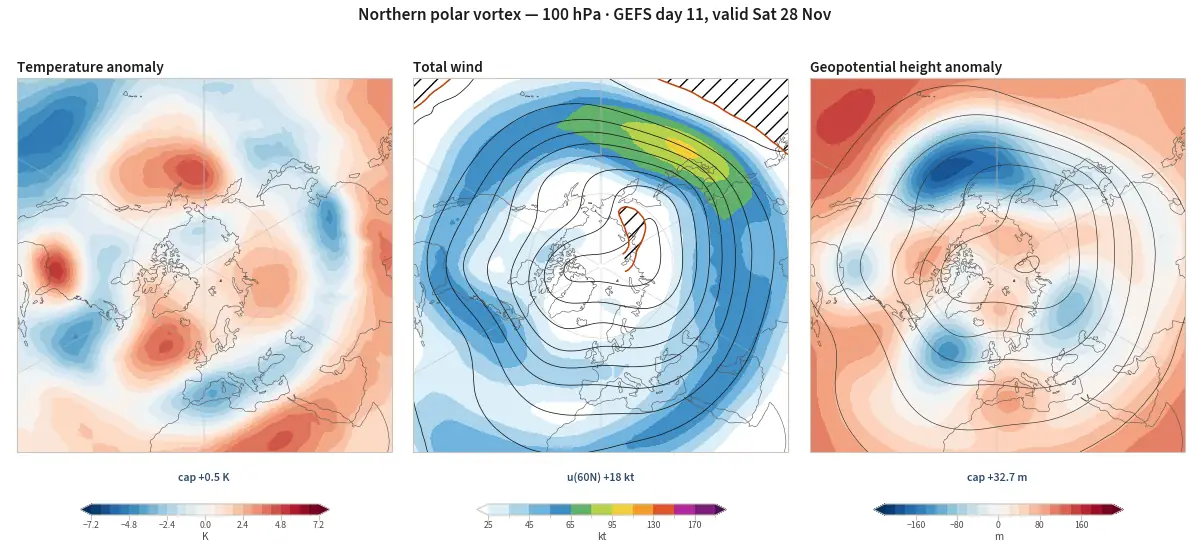 Northern polar vortex — 100 hPa · GEFS day 11, valid Sat 28 Nov
Temperature anomaly
Total wind
Geopotential height anomaly
cap +0.5 K
u(60N) +18 kt
cap +32.7 m
−7.2 −4.8 −2.4 0.0 2.4 4.8 7.2
K
25 45 65 95 130 170
kt
−160 −80 0 80 160
m